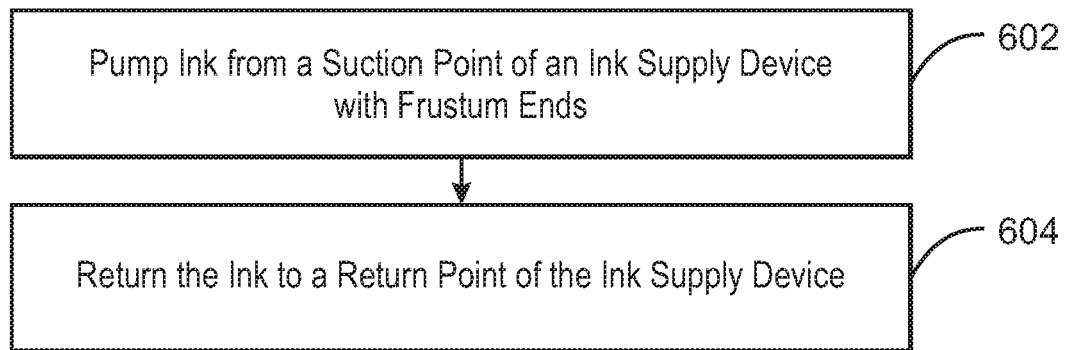 602
Pump Ink from a Suction Point of an Ink Supply Device
with Frustum Ends
604
Return the Ink to a Return Point of the Ink Supply Device